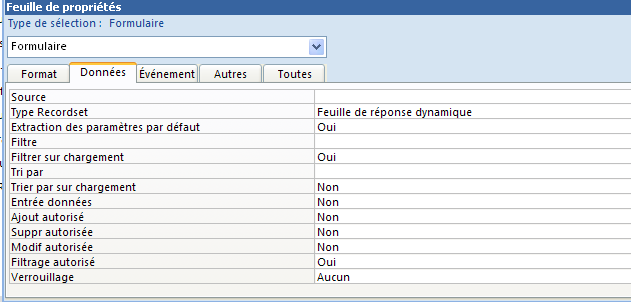 Feuille de propriétés
Type de sélection : Formulaire
Formulaire
Format Données Événement Autres Toutes
Source
Type Recordset Feuille de réponse dynamique
Extraction des paramètres par défaut Oui
Filtre
Filtrer sur chargement Oui
Tri par
Trier par sur chargement Non
Entrée données Non
Ajout autorisé Non
Suppr autorisée Non
Modif autorisée Non
Filtrage autorisé Oui
Verrouillage Aucun